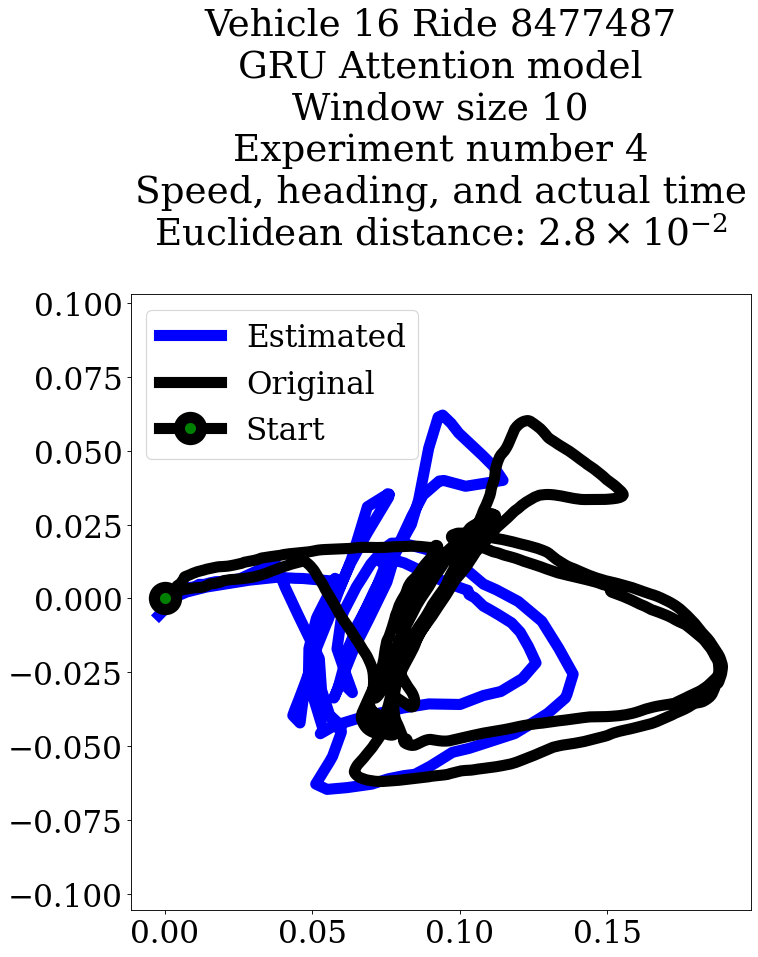 Vehicle 16 Ride 8477487
GRU Attention model
Window size 10
Experiment number 4
Speed, heading, and actual time
Euclidean distance: 2.8 × 10⁻²
Estimated
Original
Start
0.100
0.075
0.050
0.025
0.000
−0.025
−0.050
−0.075
−0.100
0.00 0.05 0.10 0.15